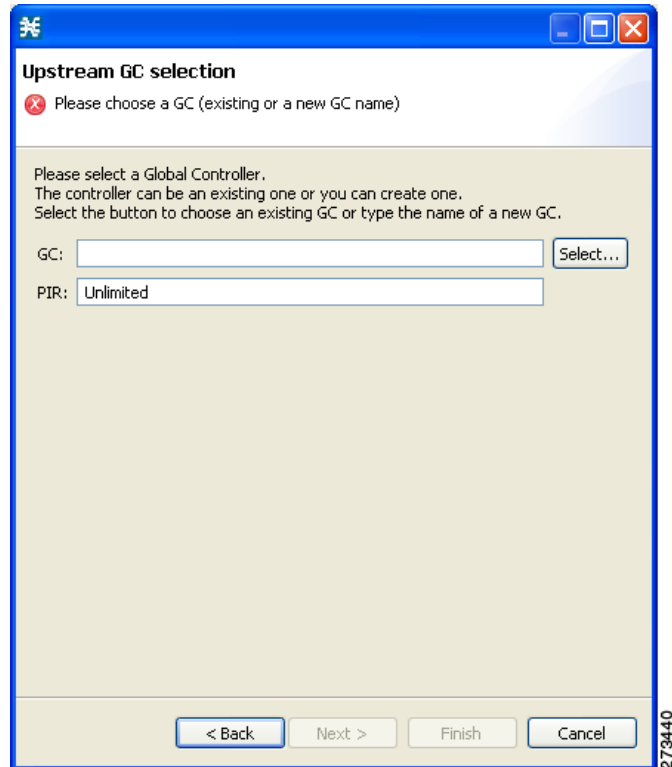 Upstream GC selection
Please choose a GC (existing or a new GC name)
Please select a Global Controller.
The controller can be an existing one or you can create one.
Select the button to choose an existing GC or type the name of a new GC.
GC:
Select...
PIR: Unlimited
< Back Next > Finish Cancel
273440